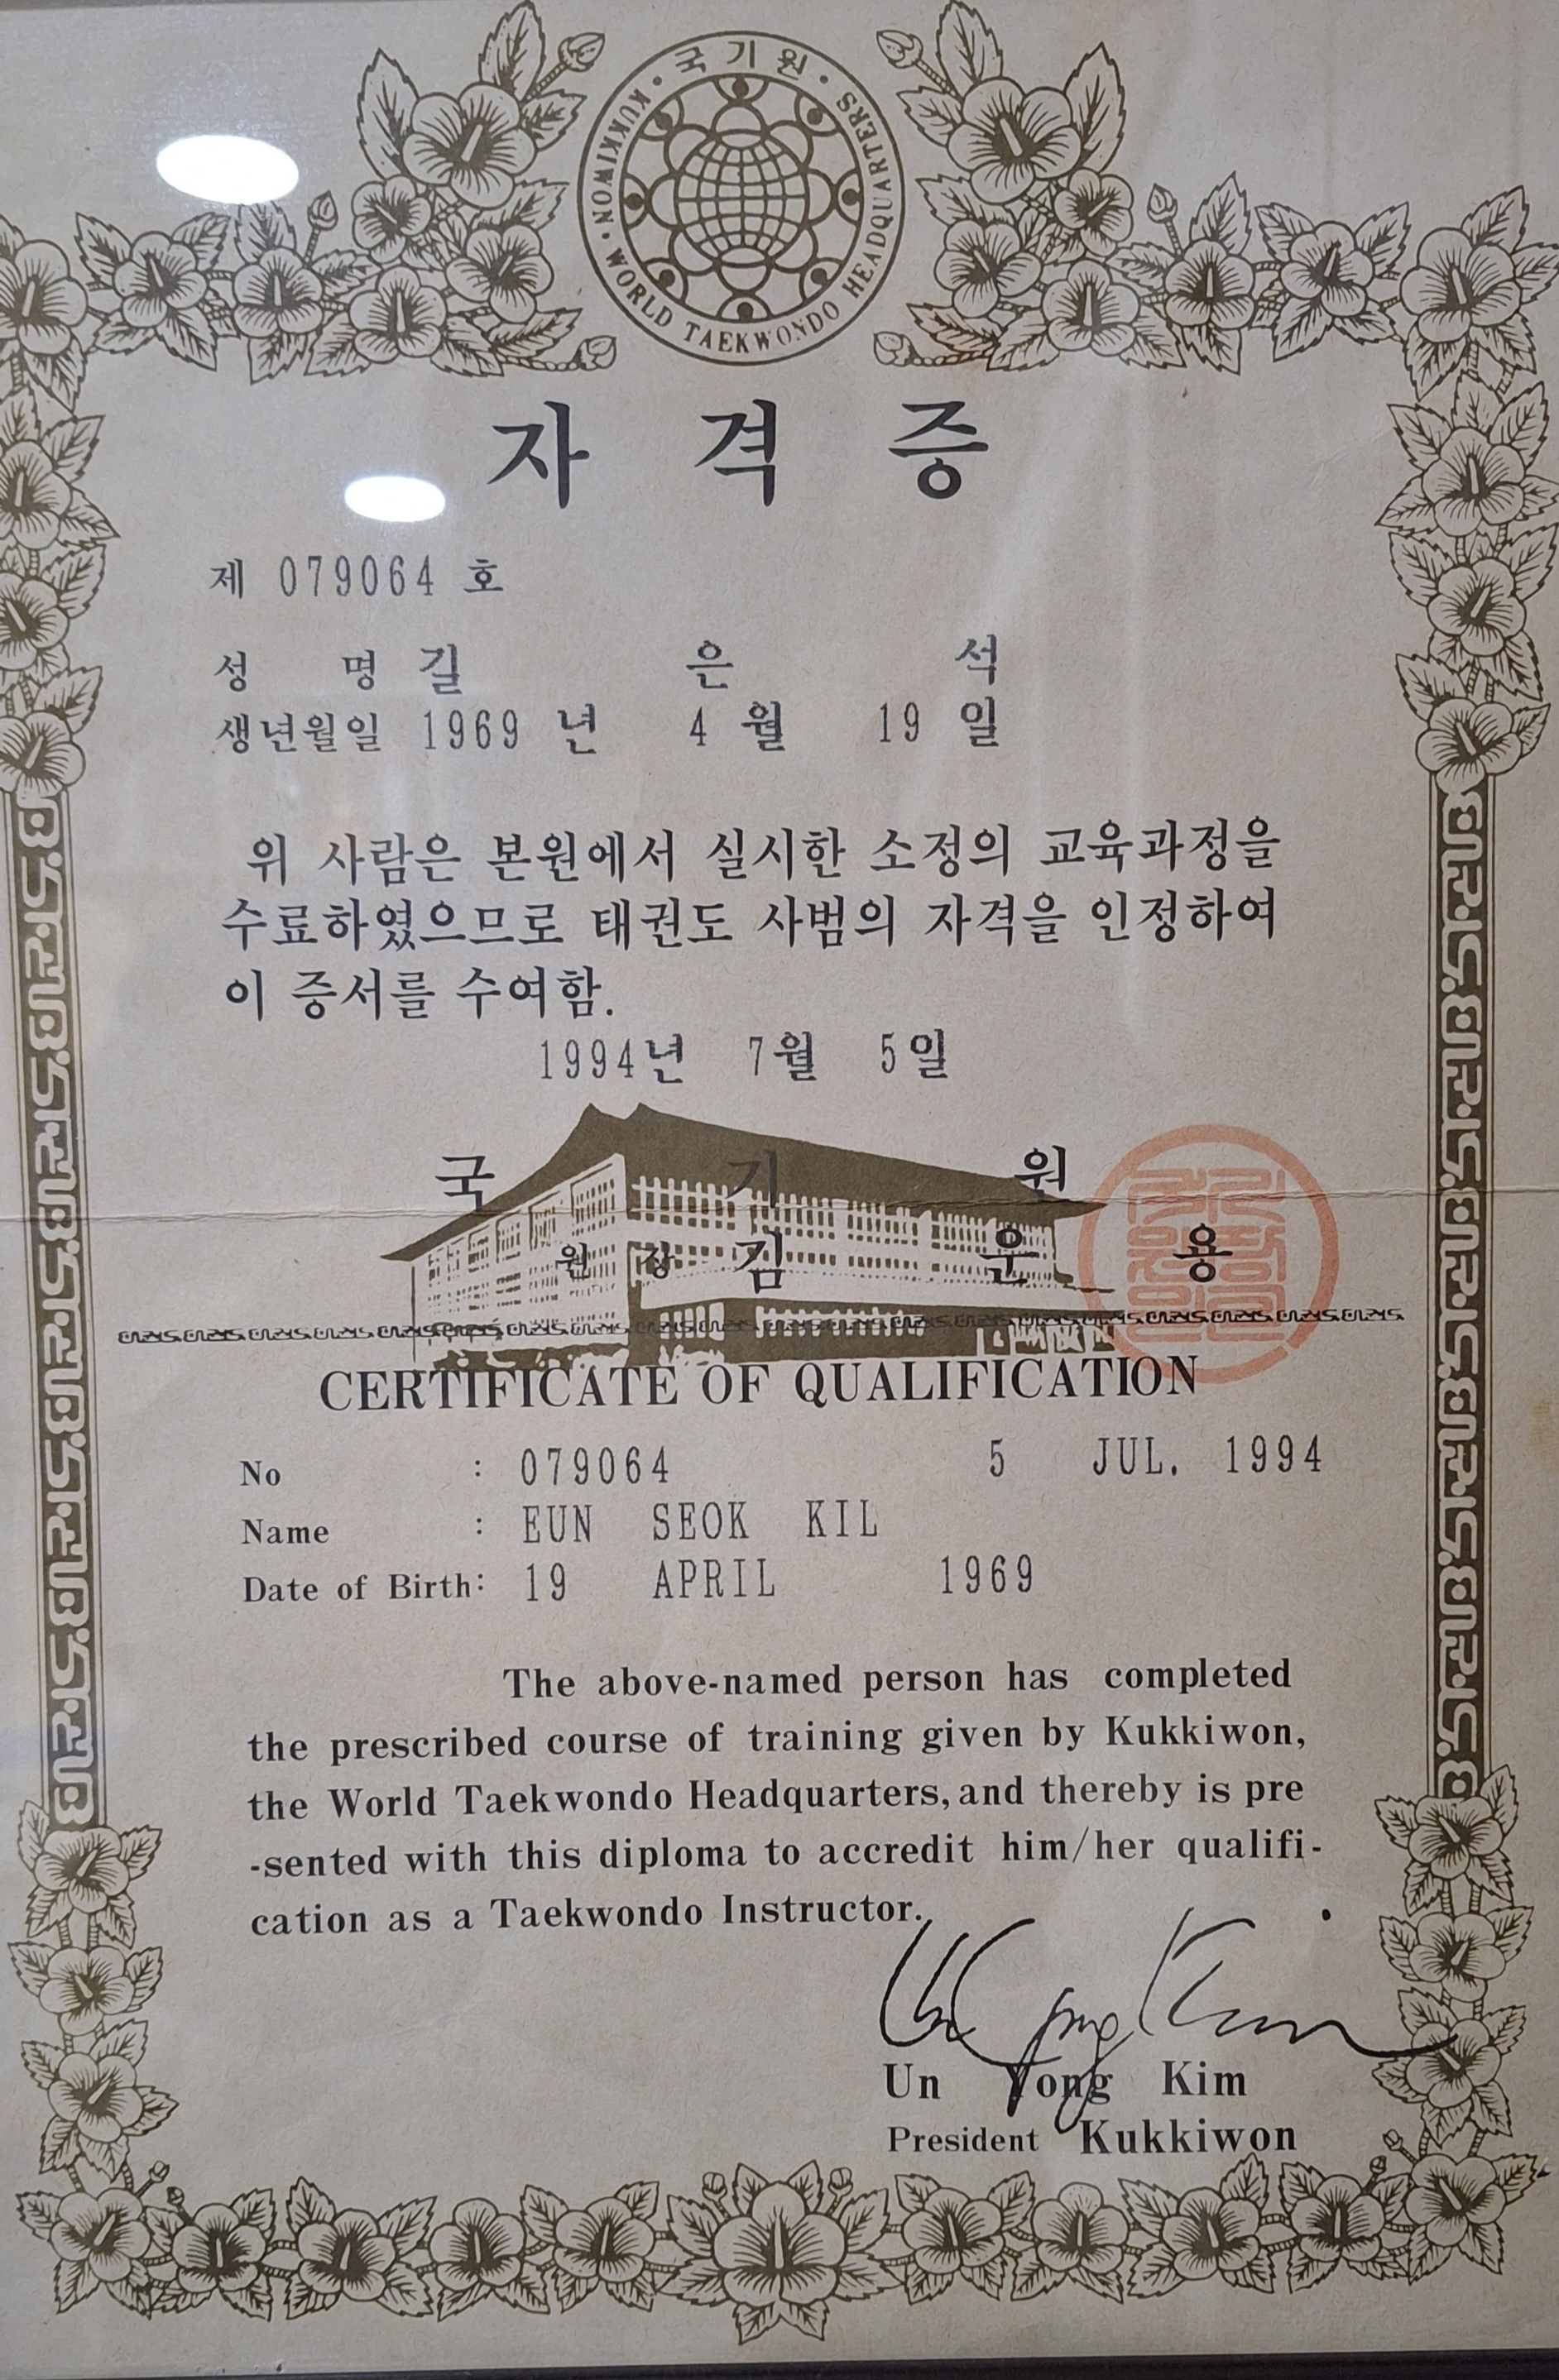 국기원
KUKKIWON · WORLD TAEKWONDO HEADQUARTERS
자 격 증
제 079064 호
성 명 길 은 석
생년월일 1969 년 4 월 19 일
위 사람은 본원에서 실시한 소정의 교육과정을
수료하였으므로 태권도 사범의 자격을 인정하여
이 증서를 수여함.
1994년 7월 5일
국 기 원
원 장 김 운 용
CERTIFICATE OF QUALIFICATION
No : 079064 5 JUL. 1994
Name : EUN SEOK KIL
Date of Birth: 19 APRIL 1969
The above-named person has completed
the prescribed course of training given by Kukkiwon,
the World Taekwondo Headquarters, and thereby is pre
-sented with this diploma to accredit him/her qualifi-
cation as a Taekwondo Instructor.
Un Yong Kim
Un Yong Kim
President Kukkiwon